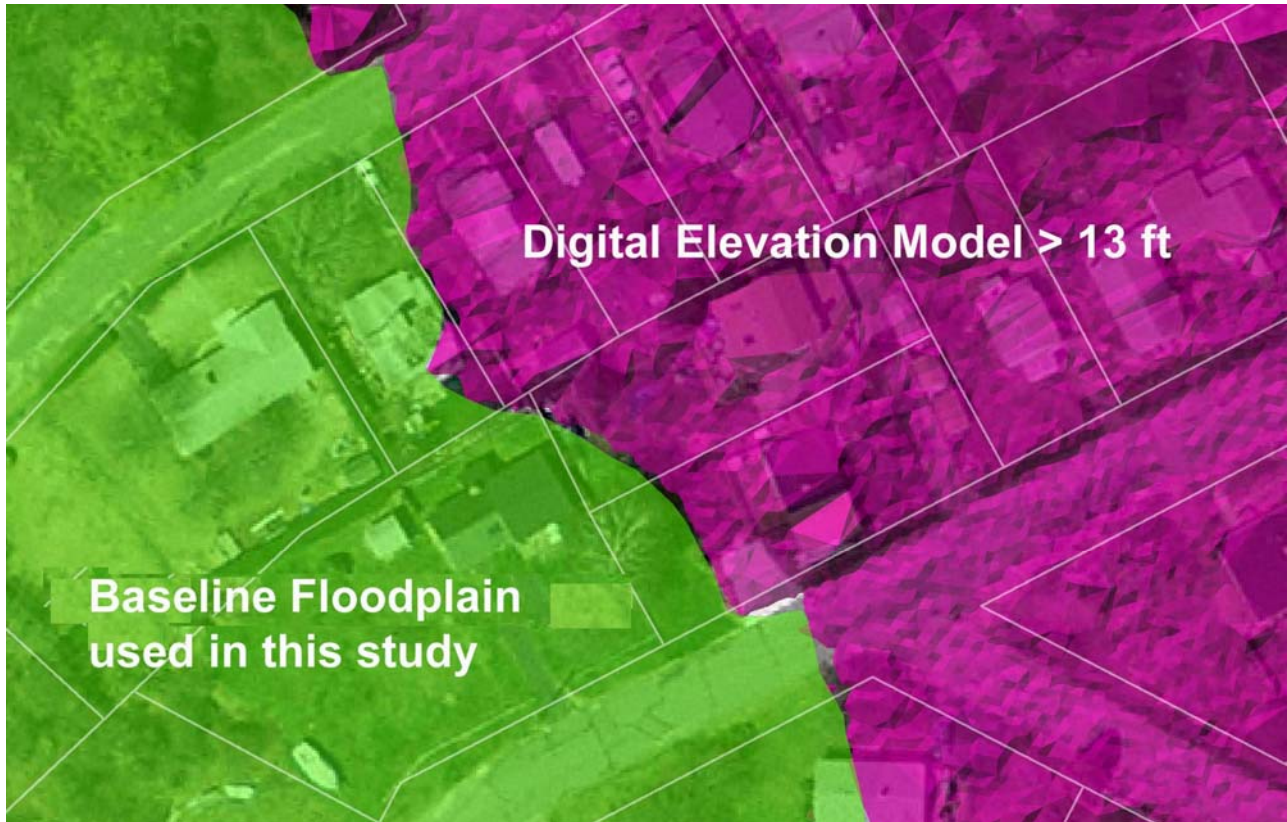 Digital Elevation Model > 13 ft
Baseline Floodplain
used in this study